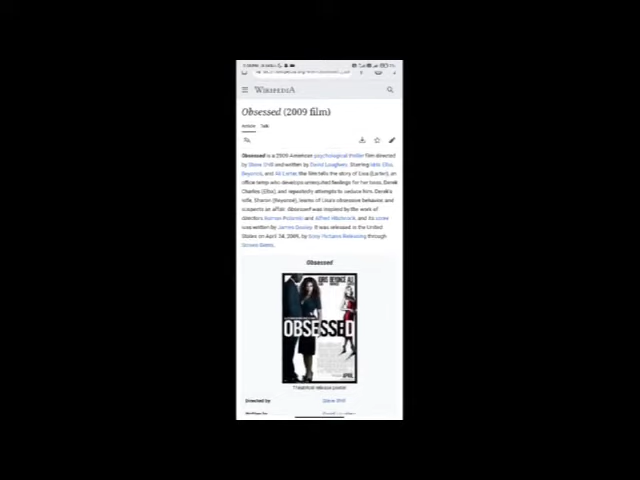 WIKIPEDIA
Obsessed (2009 film)
Article Talk
Obsessed is a 2009 American psychological thriller film directed
by Steve Shill and written by David Loughery. Starring Idris Elba,
Beyoncé, and Ali Larter, the film tells the story of Lisa (Larter), an
office temp who develops unrequited feelings for her boss, Derek
Charles (Elba), and repeatedly attempts to seduce him. Derek's
wife, Sharon (Beyoncé), learns of Lisa's obsessive behavior and
suspects an affair. Obsessed was inspired by the work of
directors Roman Polanski and Alfred Hitchcock, and its score
was written by James Dooley. It was released in the United
States on April 24, 2009, by Sony Pictures Releasing through
Screen Gems.
Obsessed
IDRIS BEYONCÉ ALI
OBSESSED
APRIL
Theatrical release poster
Directed by Steve Shill